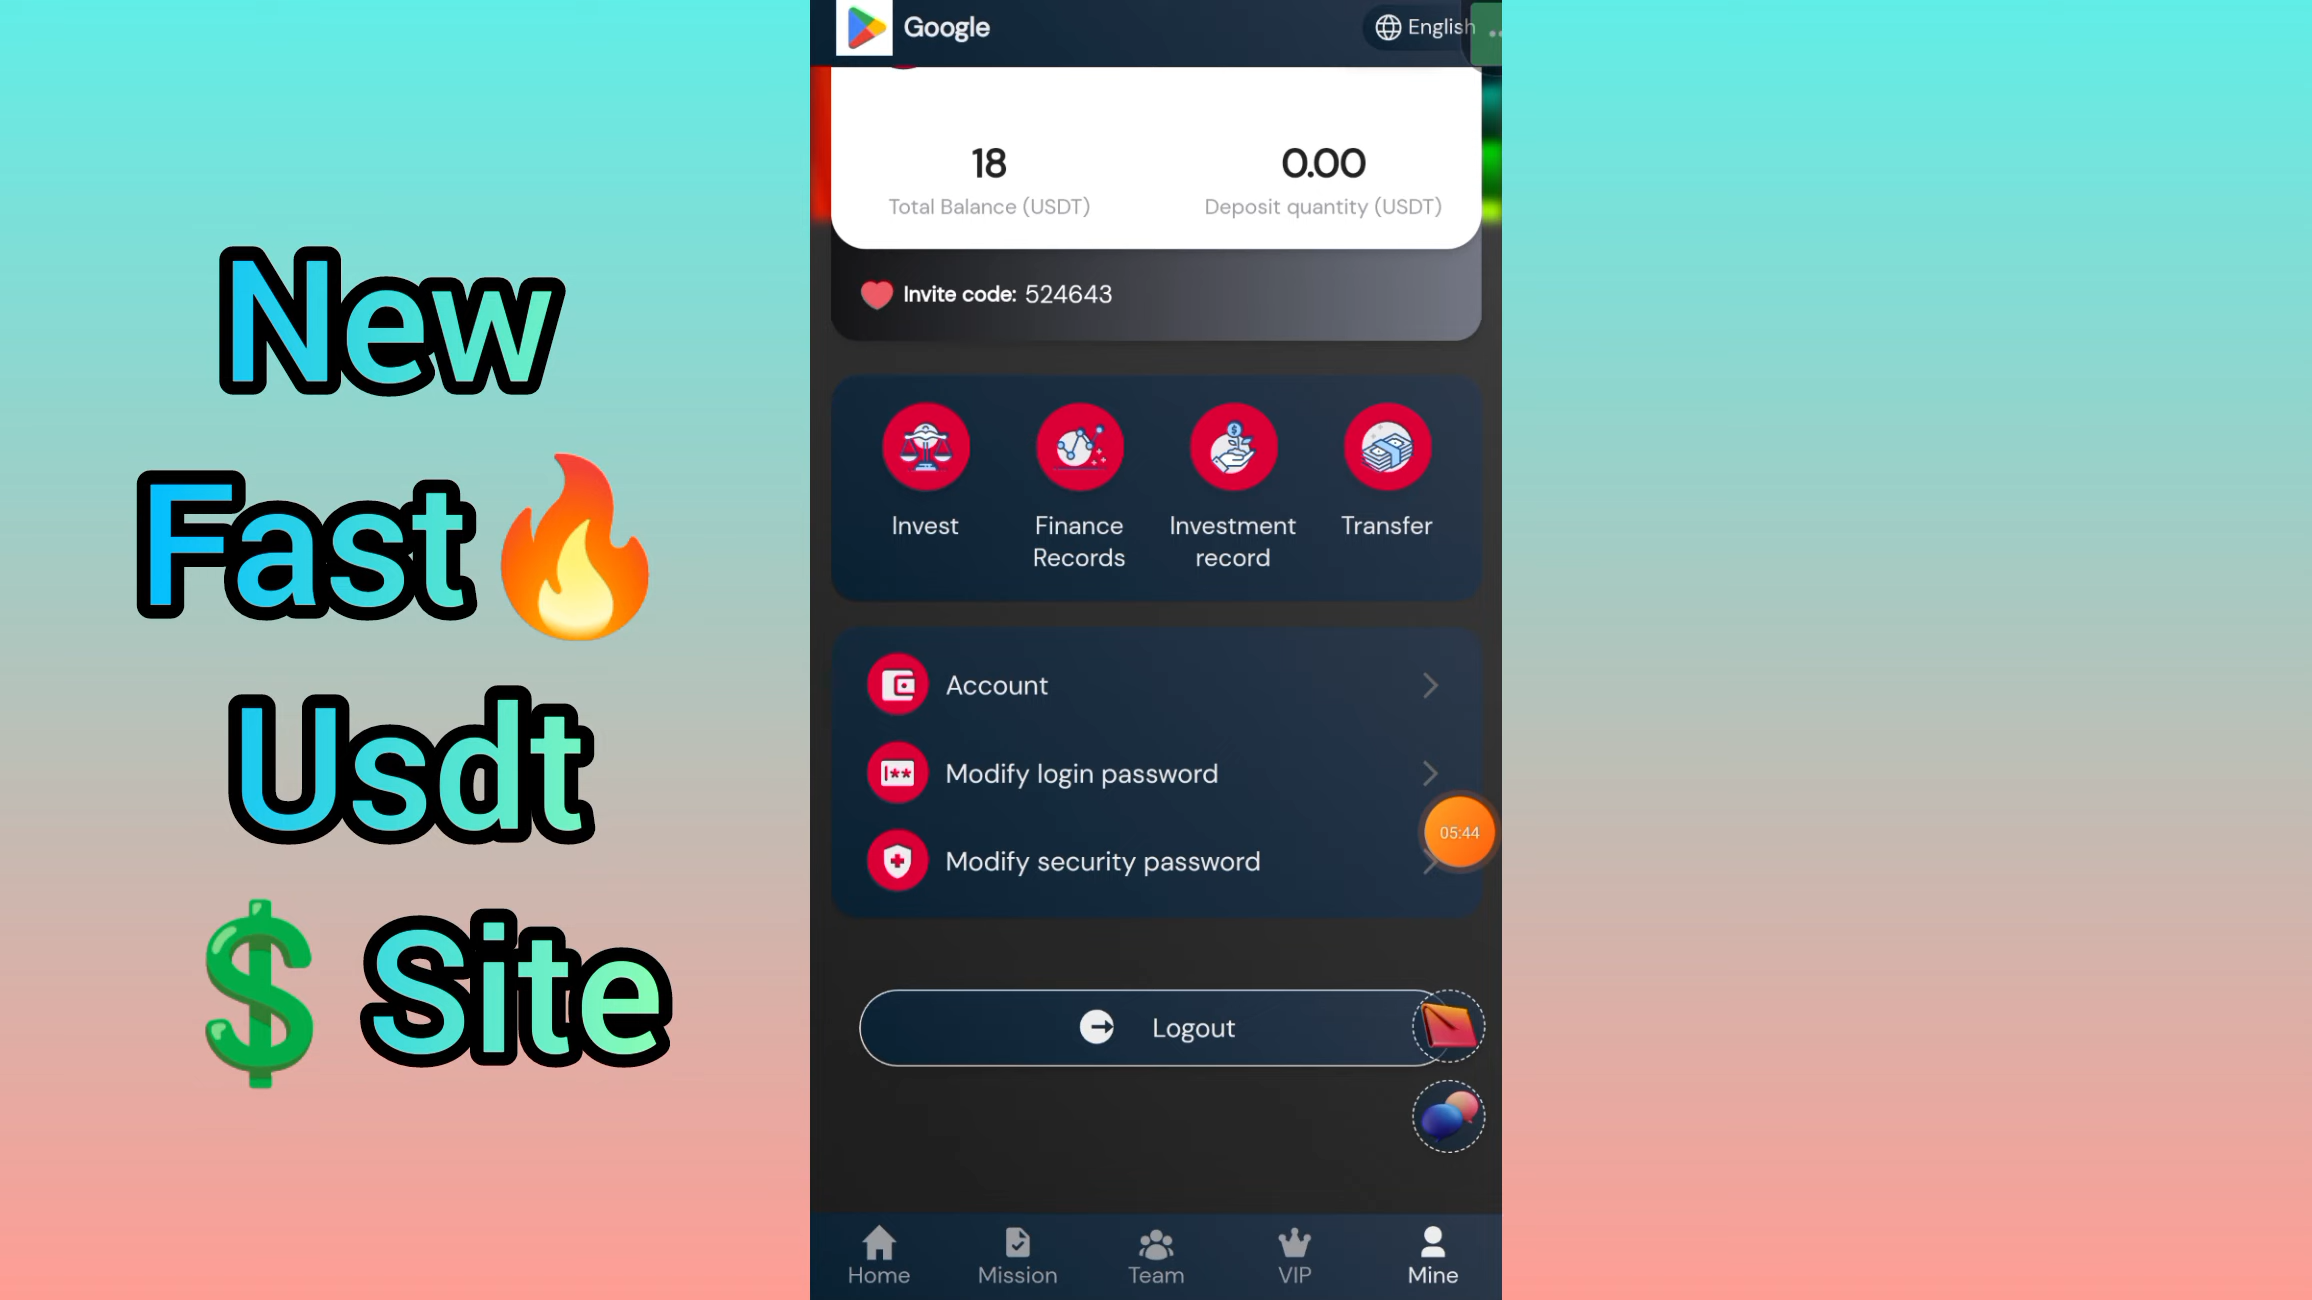 New
Fast🔥
Usdt
$ Site
Google
English
18
0.00
Total Balance (USDT)
Deposit quantity (USDT)
Invite code: 524643
Invest
Finance Records
Investment record
Transfer
Account
Modify login password
05:44
Modify security password
Logout
Home
Mission
Team
VIP
Mine